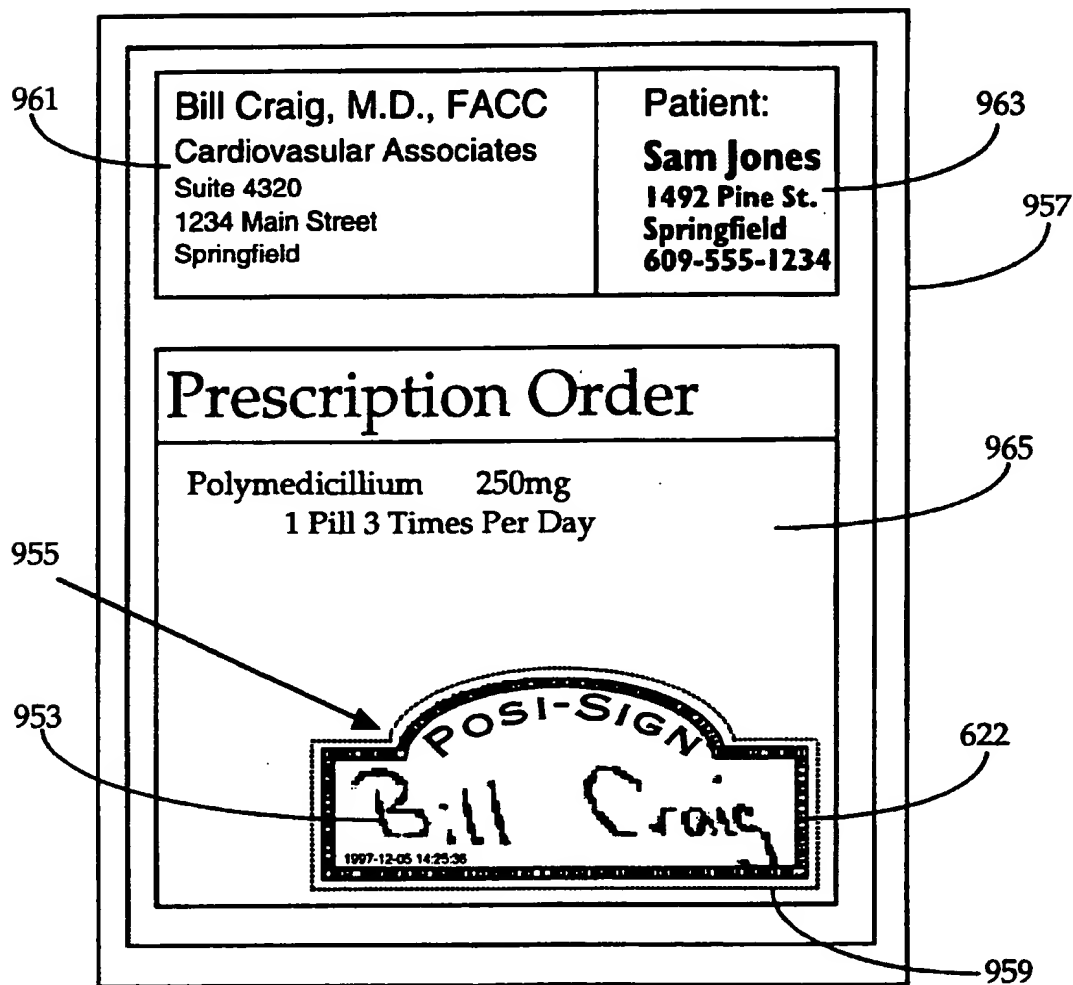 961
Bill Craig, M.D., FACC
Cardiovasular Associates
Suite 4320
1234 Main Street
Springfield
Patient:
Sam Jones
1492 Pine St.
Springfield
609-555-1234
963
957
Prescription Order
Polymedicillium 250mg
1 Pill 3 Times Per Day
965
955
953
POSI-SIGN
Bill Craig
1997-12-05 14:25:36
622
959